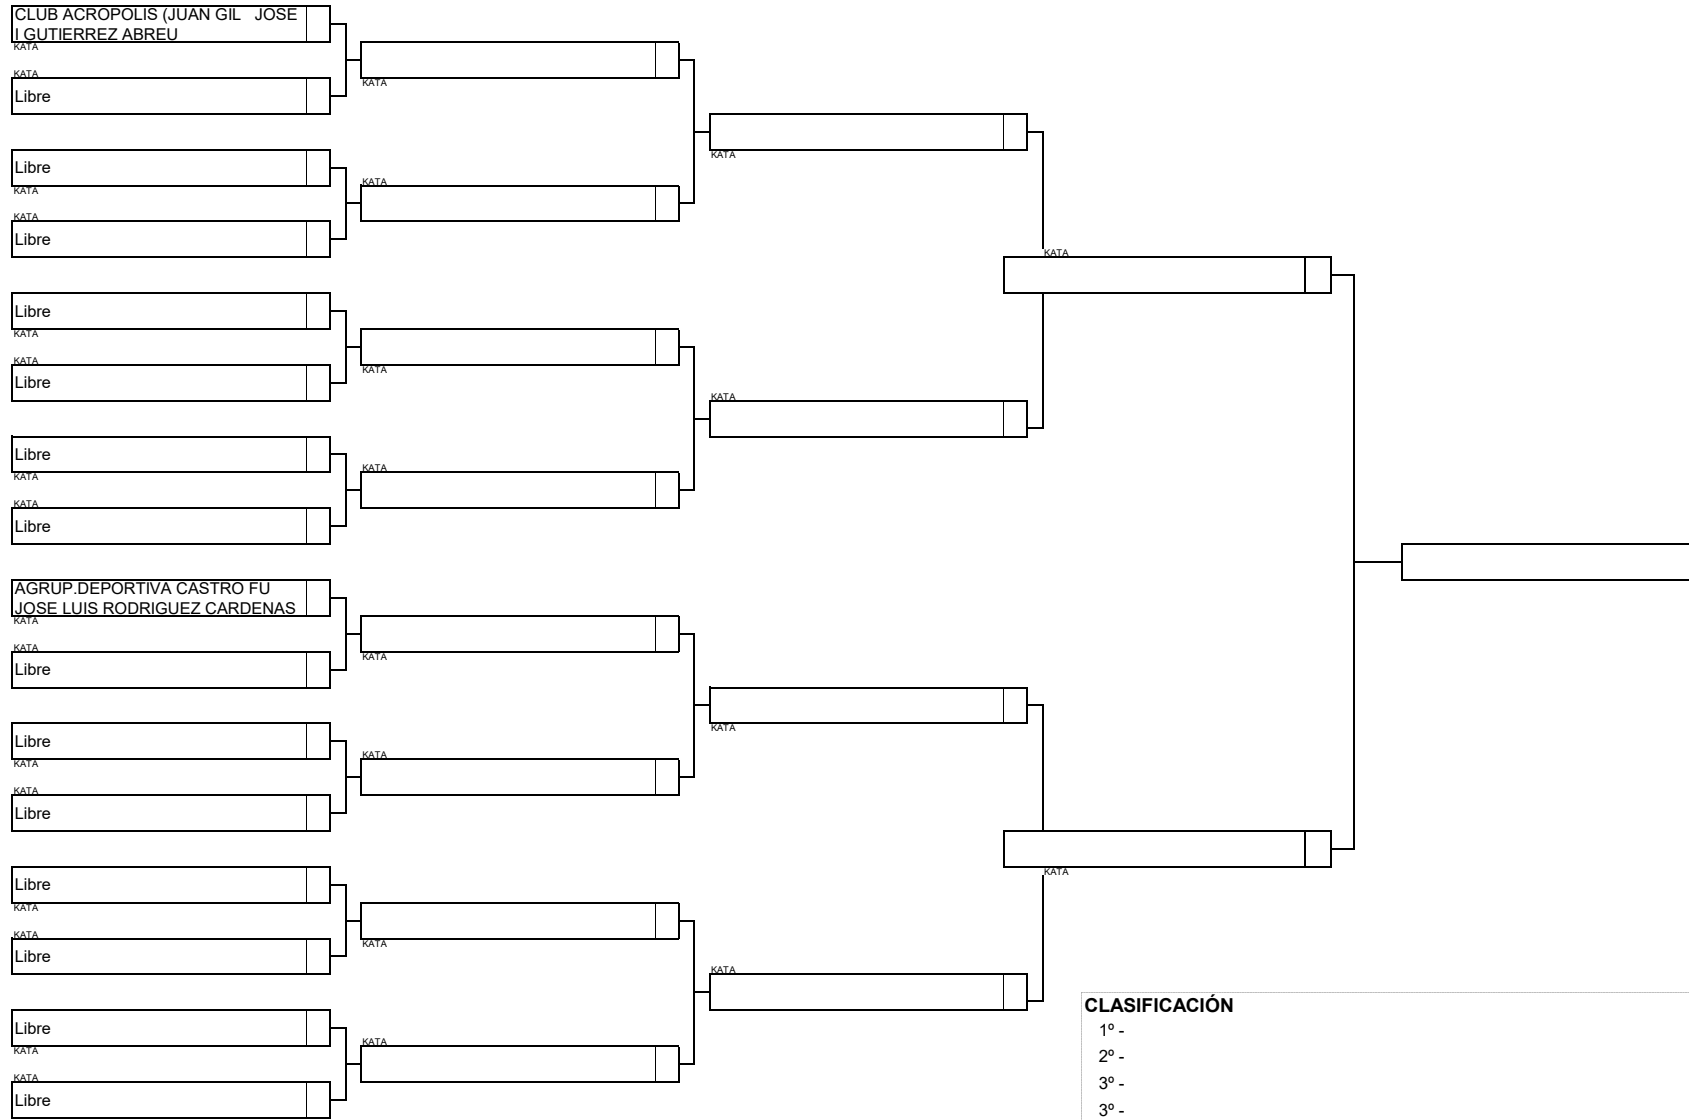 CLUB ACROPOLIS (JUAN GIL   JOSE
I GUTIERREZ ABREU
KATA
KATA
Libre
Libre
KATA
KATA
Libre
Libre
KATA
KATA
Libre
Libre
KATA
KATA
Libre
AGRUP.DEPORTIVA CASTRO FU
JOSE LUIS RODRIGUEZ CARDENAS
KATA
KATA
Libre
Libre
KATA
KATA
Libre
Libre
KATA
KATA
Libre
Libre
KATA
KATA
Libre
KATA
KATA
KATA
KATA
KATA
KATA
KATA
KATA
KATA
KATA
KATA
KATA
KATA
KATA
CLASIFICACIÓN
1º -
2º -
3º -
3º -